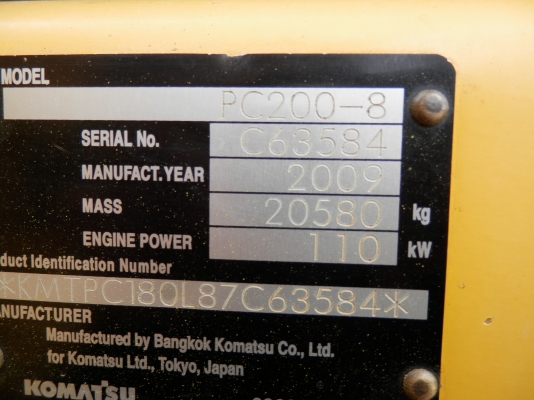 MODEL
PC200-8
SERIAL No. C63584
MANUFACT.YEAR 2009
MASS 20580 kg
ENGINE POWER 110 kW
duct Identification Number
*KMTPC180L87C63584*
ANUFACTURER
Manufactured by Bangkok Komatsu Co., Ltd.
for Komatsu Ltd., Tokyo, Japan
KOMATSU